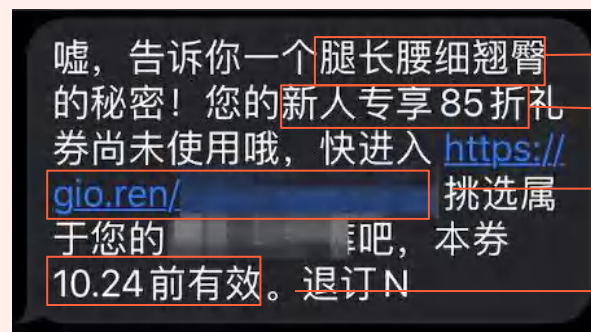 嘘，告诉你一个腿长腰细翘臀
的秘密！您的新人专享85折礼
券尚未使用哦，快进入 https://
gio.ren/ 挑选属
于您的 吧，本券
10.24前有效。退订N